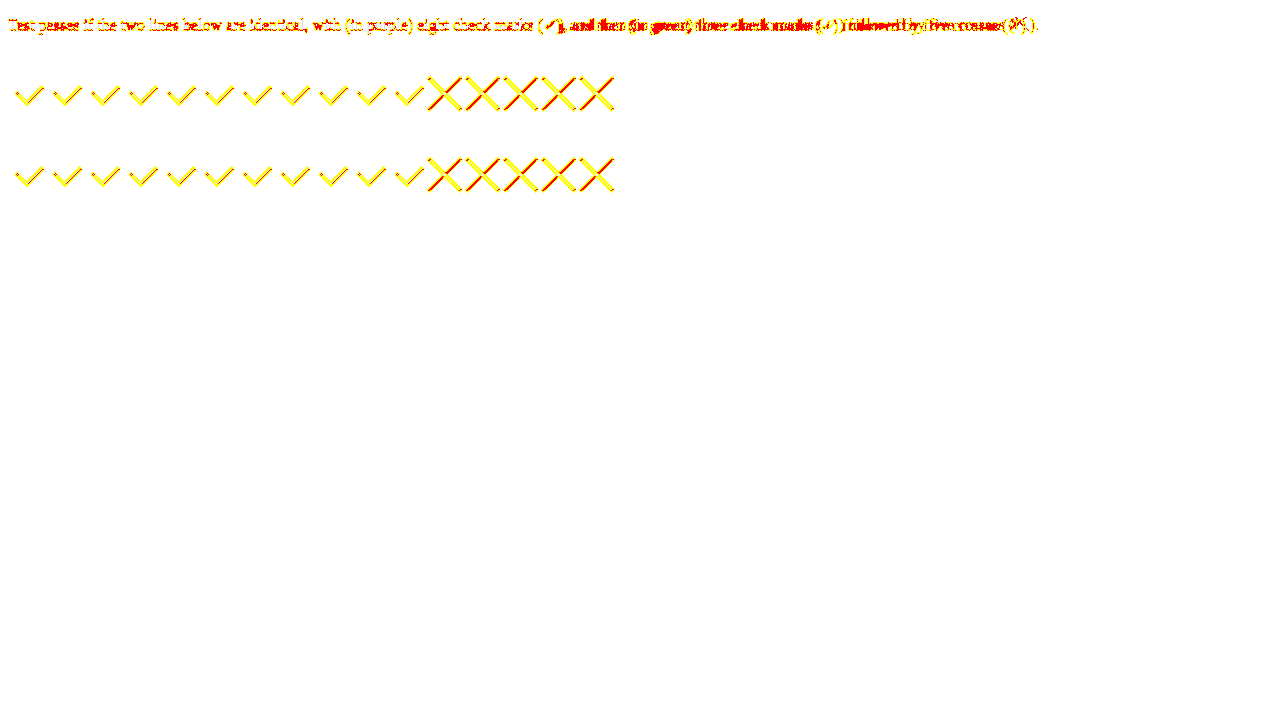 Test passes if the two lines below are identical, with (in purple) eight check marks (✓), and then (in green) three check marks (✓) followed by five crosses (╳).
✓✓✓✓✓✓✓✓✓✓✓╳╳╳╳╳
✓✓✓✓✓✓✓✓✓✓✓╳╳╳╳╳